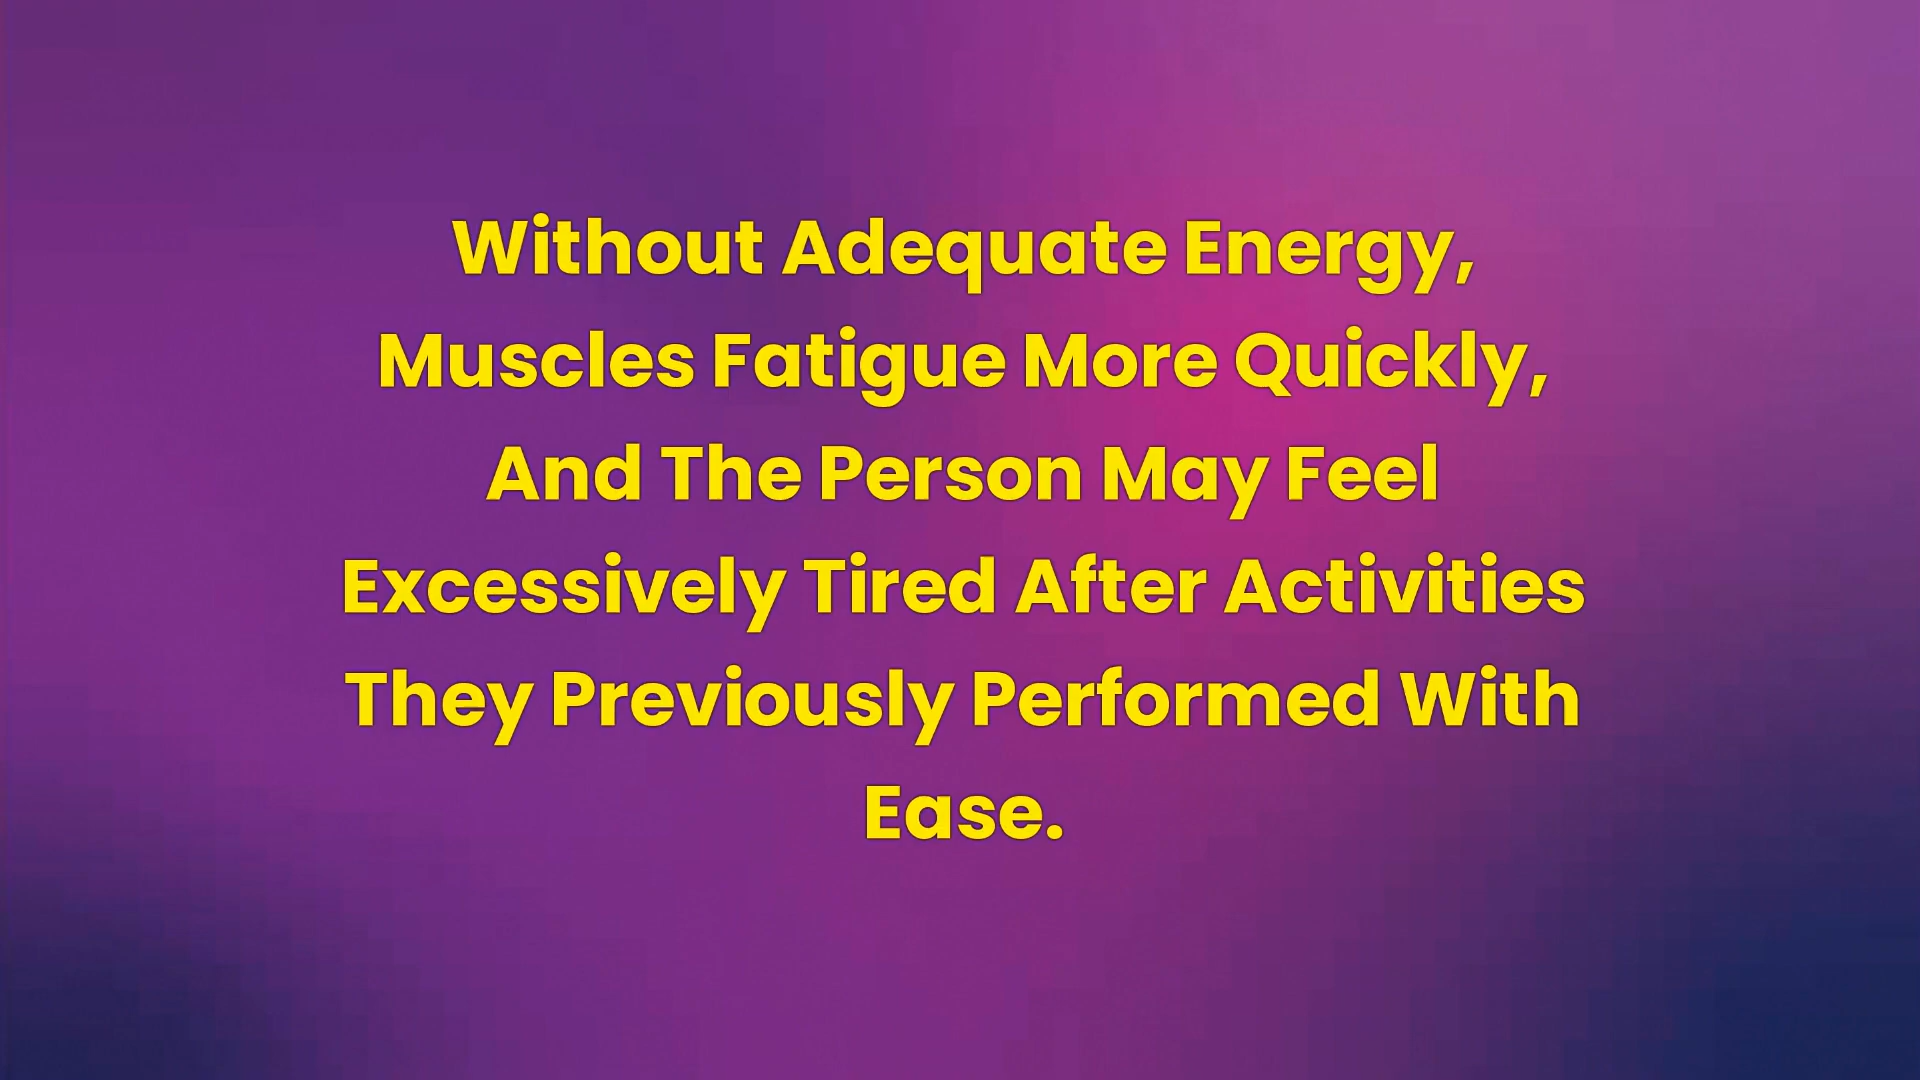 Without Adequate Energy,
Muscles Fatigue More Quickly,
And The Person May Feel
Excessively Tired After Activities
They Previously Performed With
Ease.